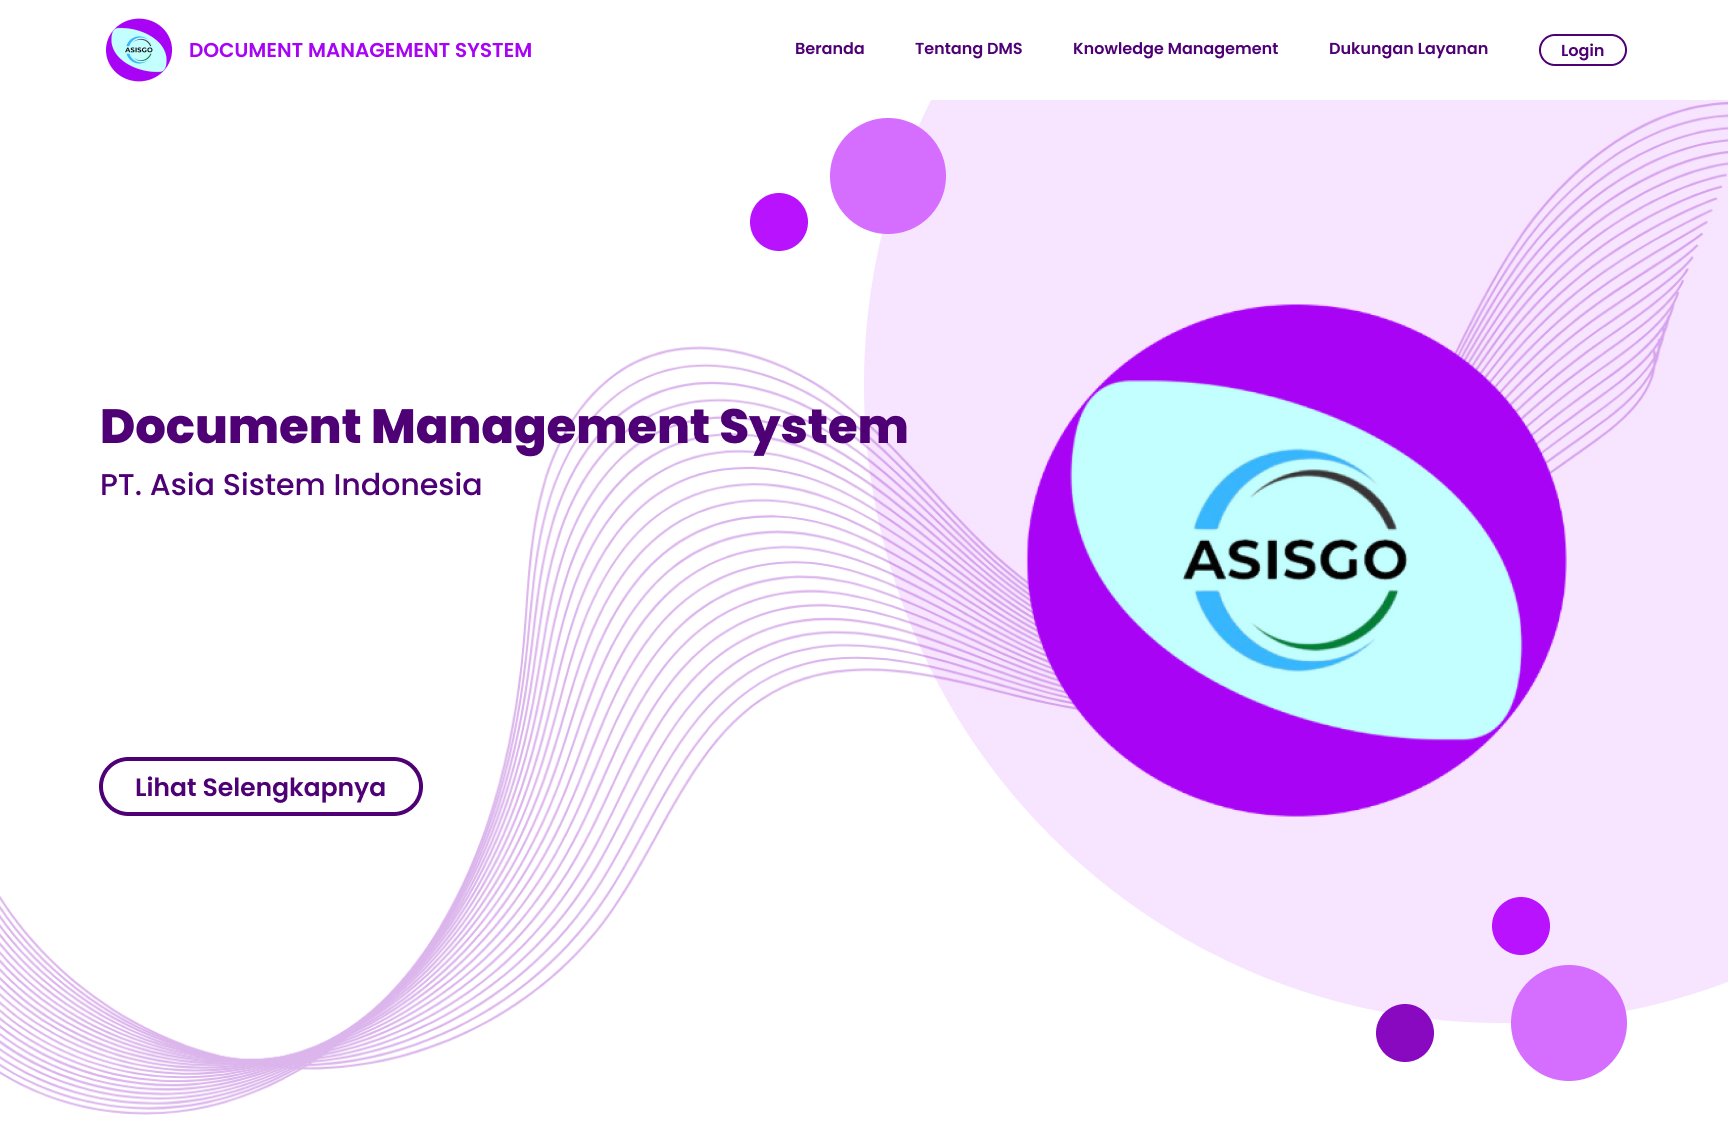 ASISGO
DOCUMENT MANAGEMENT SYSTEM
Beranda
Tentang DMS
Knowledge Management
Dukungan Layanan
Login
Document Management System
PT. Asia Sistem Indonesia
ASISGO
Lihat Selengkapnya